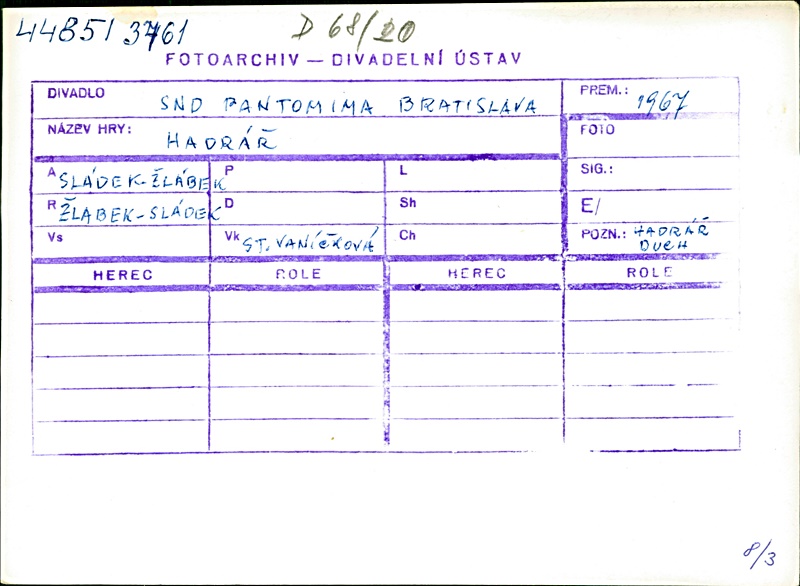 44851 3761 D 68/20
FOTOARCHIV — DIVADELNÍ ÚSTAV
DIVADLO SND PANTOMIMA BRATISLAVA PREM.: 1967
NÁZEV HRY: HADRÁŘ FOTO
A SLÁDEK-ŽLÁBEK P L SIG.:
R ŽLABEK-SLÁDEK D Sh E/
Vs Vk ST. VANÍČKOVÁ Ch POZN.: HADRÁŘ
DUCH
HEREC ROLE HEREC ROLE
8/3